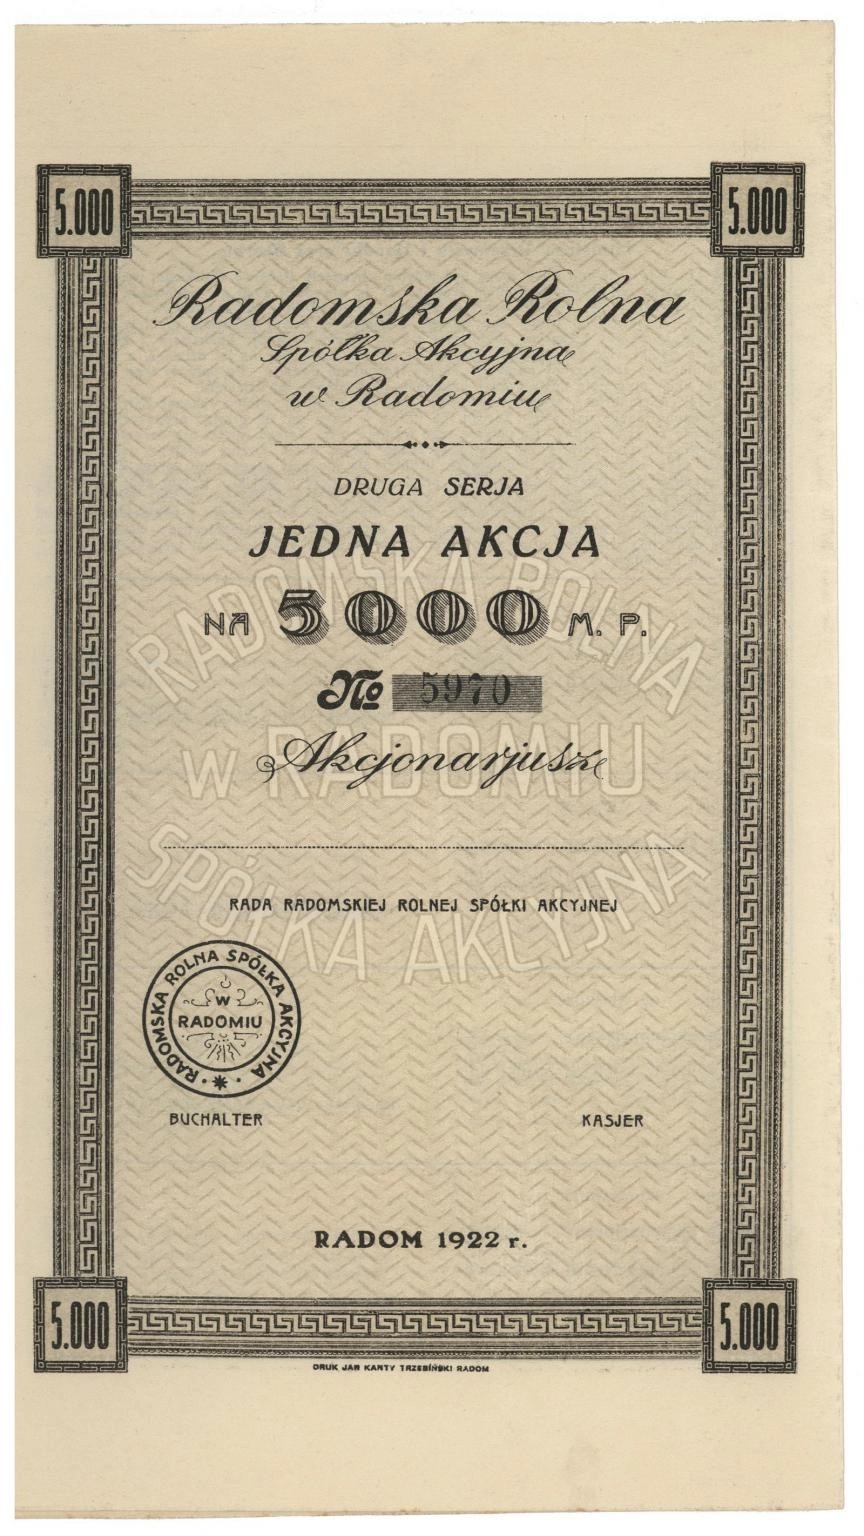 5.000 5.000
Radomska Rolna
Spółka Akcyjna
w Radomiu
DRUGA SERJA
JEDNA AKCJA
NA 5000 M. P.
No 5970
Akcjonarjusz
RADOMSKA ROLNA
w RADOMIU
SPÓŁKA AKCYJNA
RADA RADOMSKIEJ ROLNEJ SPÓŁKI AKCYJNEJ
RADOMSKA ROLNA SPÓŁKA AKCYJNA
W
RADOMIU
BUCHALTER KASJER
RADOM 1922 r.
5.000 5.000
DRUK JAN KANTY TRZEBIŃSKI RADOM